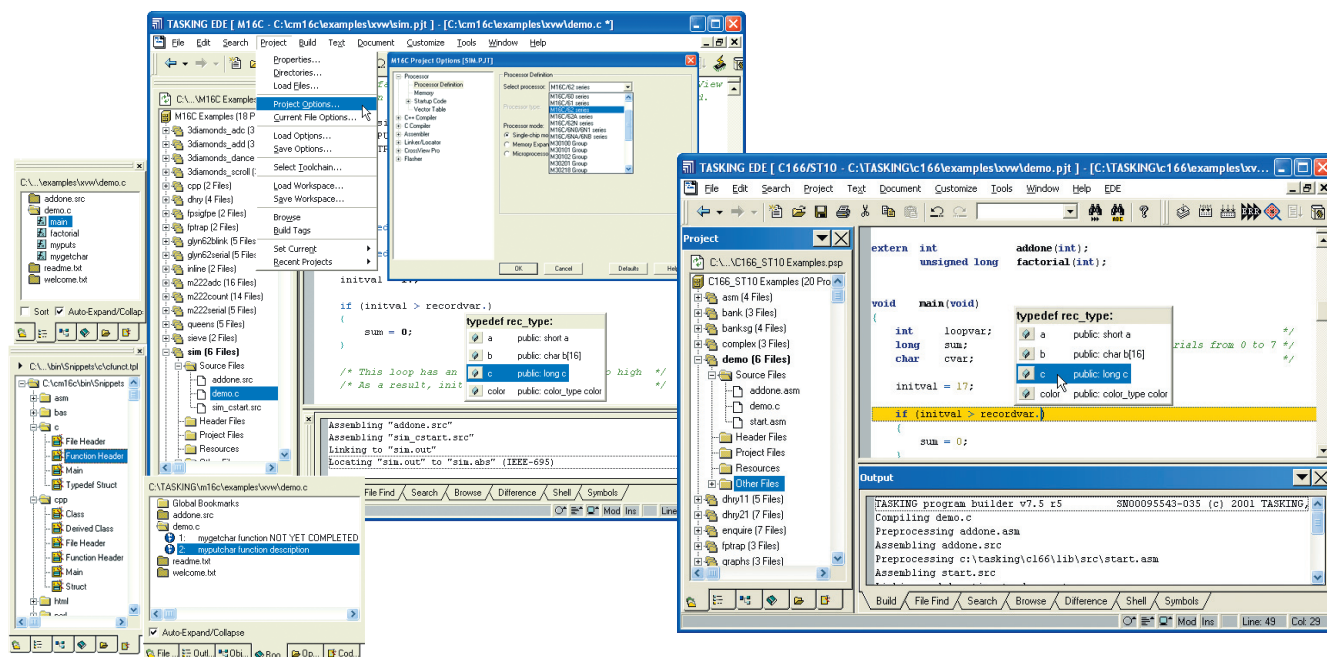 TASKING EDE [ M16C - C:\cm16c\examples\xvw\sim.pjt ] - [C:\cm16c\examples\xvw\demo.c *]
File Edit Search Project Build Text Document Customize Tools Window Help
Properties...
Directories...
Load Files...
Project Options...
Current File Options...
Load Options...
Save Options...
Select Toolchain...
Load Workspace...
Save Workspace...
Browse
Build Tags
Set Current
Recent Projects
C:\...\M16C Examples
M16C Examples (18 P
3diamonds_adc (3
3diamonds_add (3
3diamonds_dance
3diamonds_scroll (
cpp (2 Files)
dhry (4 Files)
fpsigfpe (2 Files)
fptrap (2 Files)
glyn62blink (5 Files
glyn62serial (5 Files
inline (2 Files)
m222adc (16 Files)
m222count (14 Files)
m222serial (5 Files)
queens (5 Files)
sieve (2 Files)
sim (6 Files)
Source Files
addone.src
demo.c
sim_cstart.src
Header Files
Project Files
Resources
M16C Project Options [SIM.PJT]
Processor
Processor Definition
Memory
Startup Code
Vector Table
C++ Compiler
C Compiler
Assembler
Linker/Locator
CrossView Pro
Flasher
Processor Definition
Select processor:
M16C/62 series
M16C/60 series
M16C/61 series
M16C/62 series
M16C/62A series
M16C/62N series
M16C/6N0/6N1 series
M16C/6NA/6NB series
M30100 Group
M30101 Group
M30102 Group
M30201 Group
M30218 Group
Processor type:
Processor mode:
Single-chip mo
Memory Expan
Microprocess
OK Cancel Defaults Help
View
if (initval > recordvar.)
{
sum = 0;
}
/* This loop has an
high */
/* As a result, init
*/
typedef rec_type:
a public: short a
b public: char b[16]
c public: long c
color public: color_type color
Assembling "addone.src"
Assembling "sim_cstart.src"
Linking to "sim.out"
Locating "sim.out" to "sim.abs" (IEEE-695)
File Find Search Browse Difference Shell Symbols
Mod Ins Line
C:\...\examples\xvw\demo.c
addone.src
demo.c
main
factorial
myputs
mygetchar
readme.txt
welcome.txt
Sort Auto-Expand/Collap
C:\...\bin\Snippets\c\cfunct.tpl
C:\cm16c\bin\Snippets
asm
bas
c
File Header
Function Header
Main
Typedef Struct
cpp
Class
Derived Class
File Header
Function Header
Main
Struct
html
C:\TASKING\m16c\examples\xvw\demo.c
Global Bookmarks
addone.src
demo.c
1: mygetchar function NOT YET COMPLETED
2: myputchar function description
readme.txt
welcome.txt
Auto-Expand/Collapse
File ... Outl... Obj... Boo... Op... Cod...
TASKING EDE [ C166/ST10 - C:\TASKING\c166\examples\xvw\demo.pjt ] - [C:\TASKING\c166\examples\xv...
File Edit Search Project Text Document Customize Tools Window Help EDE
Project
C:\...\C166_ST10 Examples.psp
C166_ST10 Examples (20 Pro
asm (4 Files)
bank (3 Files)
banksg (4 Files)
complex (3 Files)
demo (6 Files)
Source Files
addone.asm
demo.c
start.asm
Header Files
Project Files
Resources
Other Files
dhry11 (5 Files)
dhry21 (7 Files)
enquire (7 Files)
fptrap (3 Files)
graphs (3 Files)
extern int addone(int);
unsigned long factorial(int);
void main(void)
{
int loopvar; */
long sum; rials from 0 to 7 */
char cvar; */
initval = 17;
if (initval > recordvar.)
{
sum = 0;
}
typedef rec_type:
a public: short a
b public: char b[16]
c public: long c
color public: color_type color
Output
TASKING program builder v7.5 r5 SN00095543-035 (c) 2001 TASKING,
Compiling demo.c
Preprocessing addone.asm
Assembling addone.src
Preprocessing c:\tasking\c166\lib\src\start.asm
Assembling start.src
Build File Find Search Browse Difference Shell Symbols
Mod Ins Line: 49 Col: 29